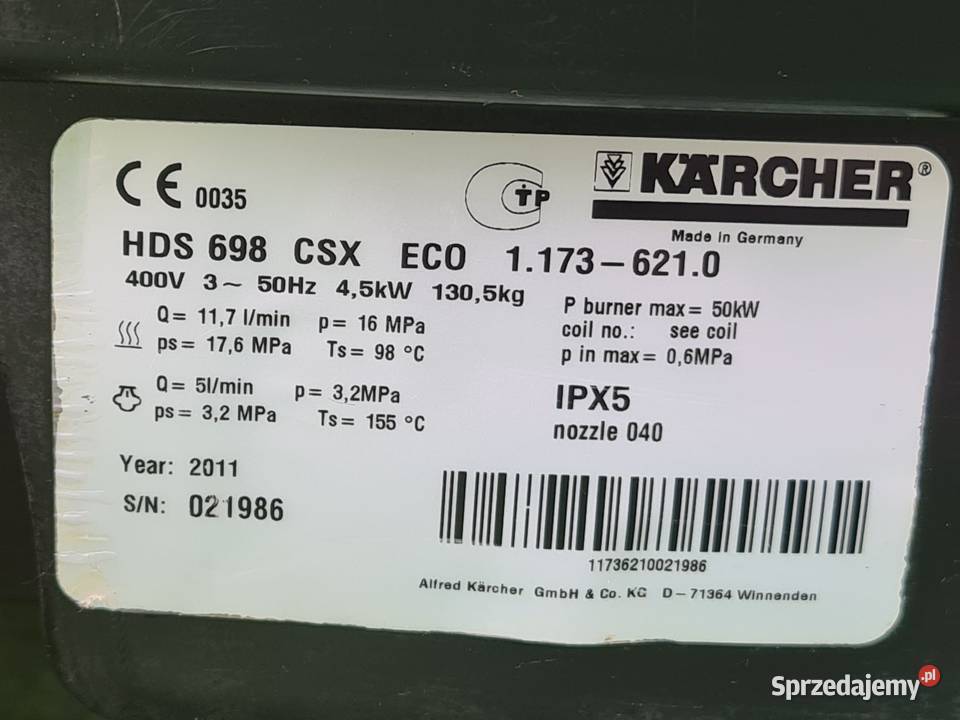 CE 0035
TP
KÄRCHER®
Made in Germany
HDS 698 CSX ECO 1.173-621.0
400V 3~ 50Hz 4,5kW 130,5kg
Q= 11,7 l/min p= 16 MPa
ps= 17,6 MPa Ts= 98 °C
Q= 5l/min p= 3,2MPa
ps= 3,2 MPa Ts= 155 °C
P burner max= 50kW
coil no.: see coil
p in max= 0,6MPa
IPX5
nozzle 040
Year: 2011
S/N: 021986
11736210021986
Alfred Kärcher GmbH & Co. KG D-71364 Winnenden
Sprzedajemy.pl